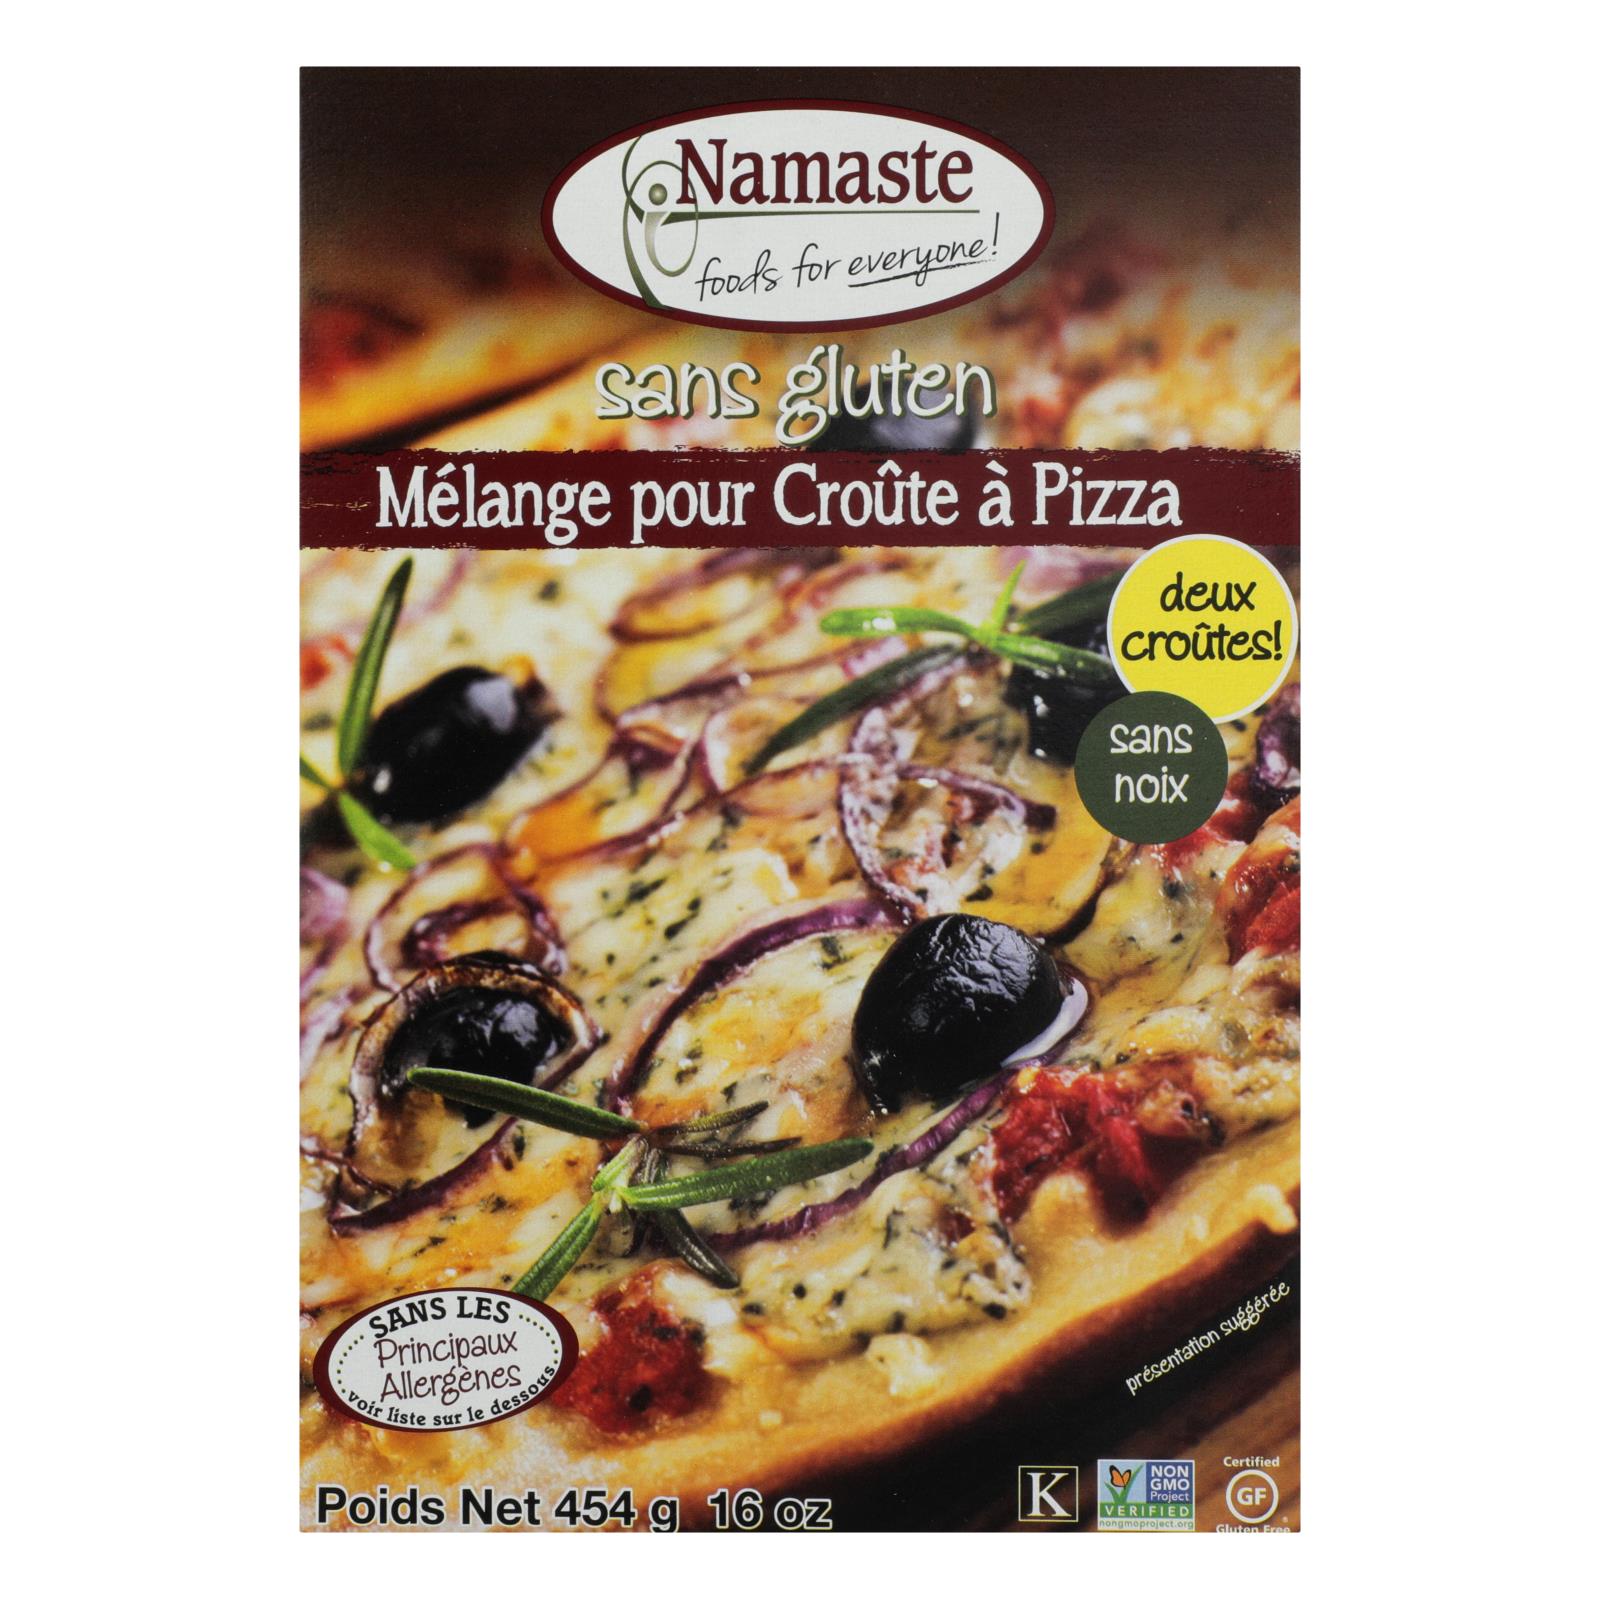 Namaste
foods for everyone!
sans gluten
Mélange pour Croûte à Pizza
deux
croûtes!
sans
noix
présentation suggérée
SANS LES
Principaux
Allergènes
voir liste sur le dessous
Poids Net 454 g 16 oz
K
NON
GMO
Project
VERIFIED
nongmoproject.org
Certified
GF
Gluten Free